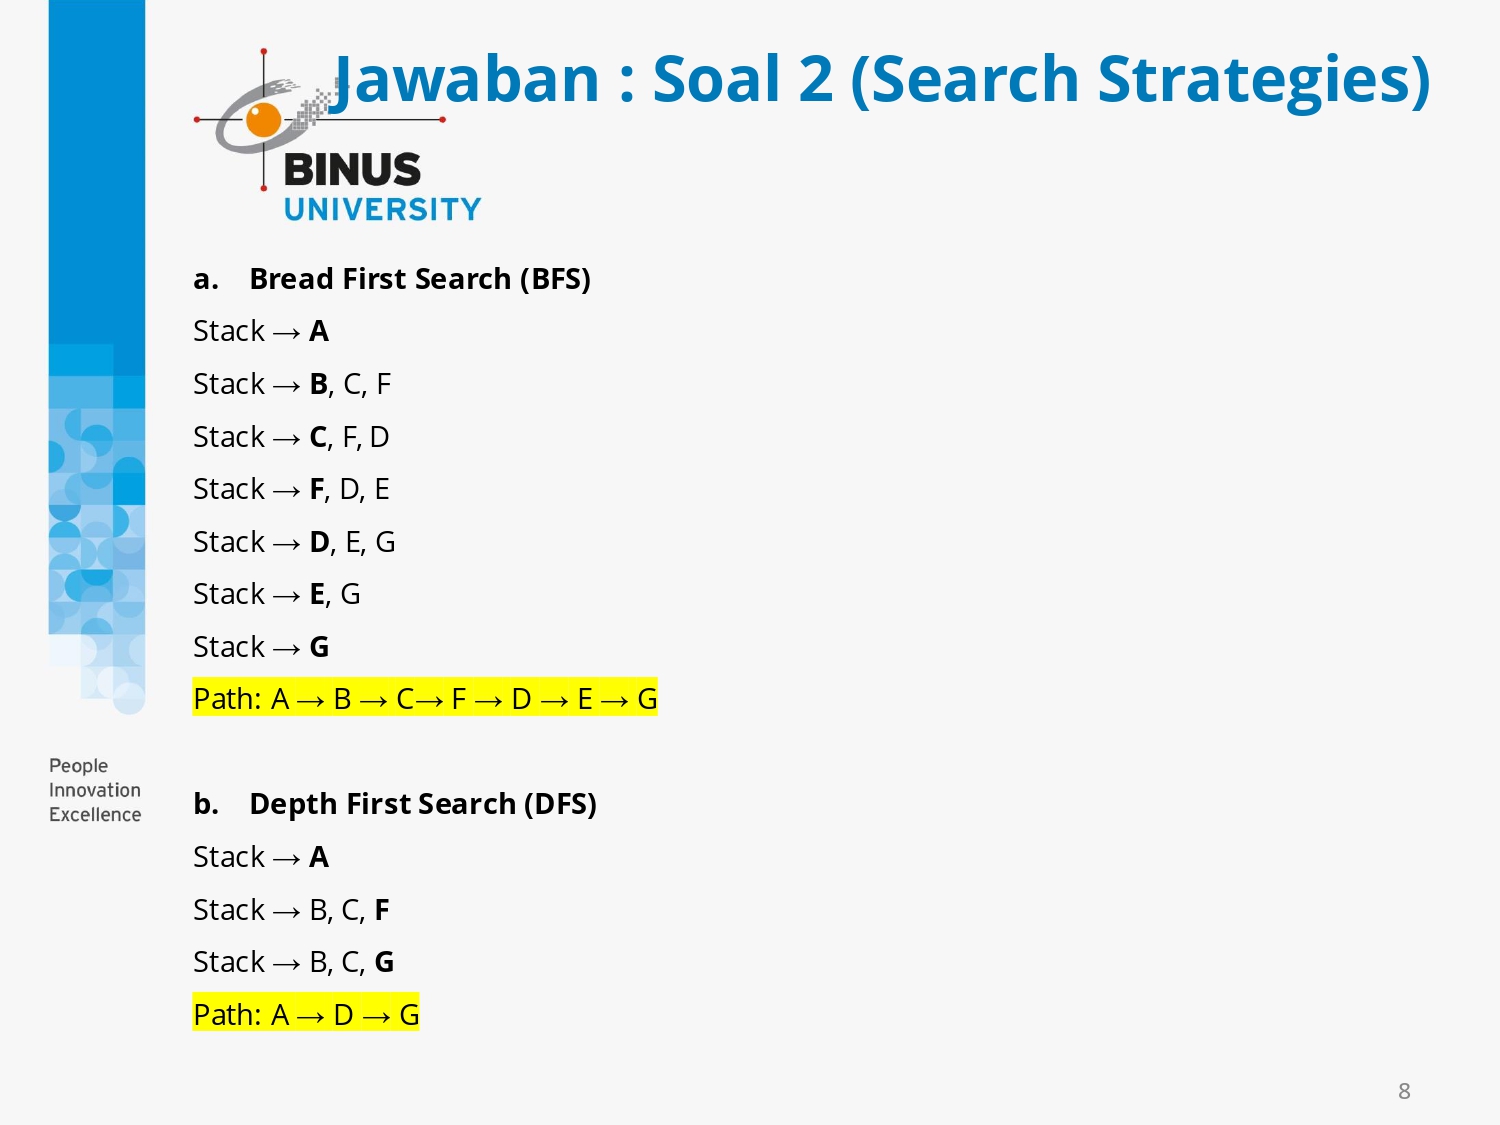 Jawaban : Soal 2 (Search Strategies)
BINUS
UNIVERSITY
a. Bread First Search (BFS)
Stack → A
Stack → B, C, F
Stack → C, F, D
Stack → F, D, E
Stack → D, E, G
Stack → E, G
Stack → G
Path: A → B → C→ F → D → E → G
b. Depth First Search (DFS)
Stack → A
Stack → B, C, F
Stack → B, C, G
Path: A → D → G
People
Innovation
Excellence
8